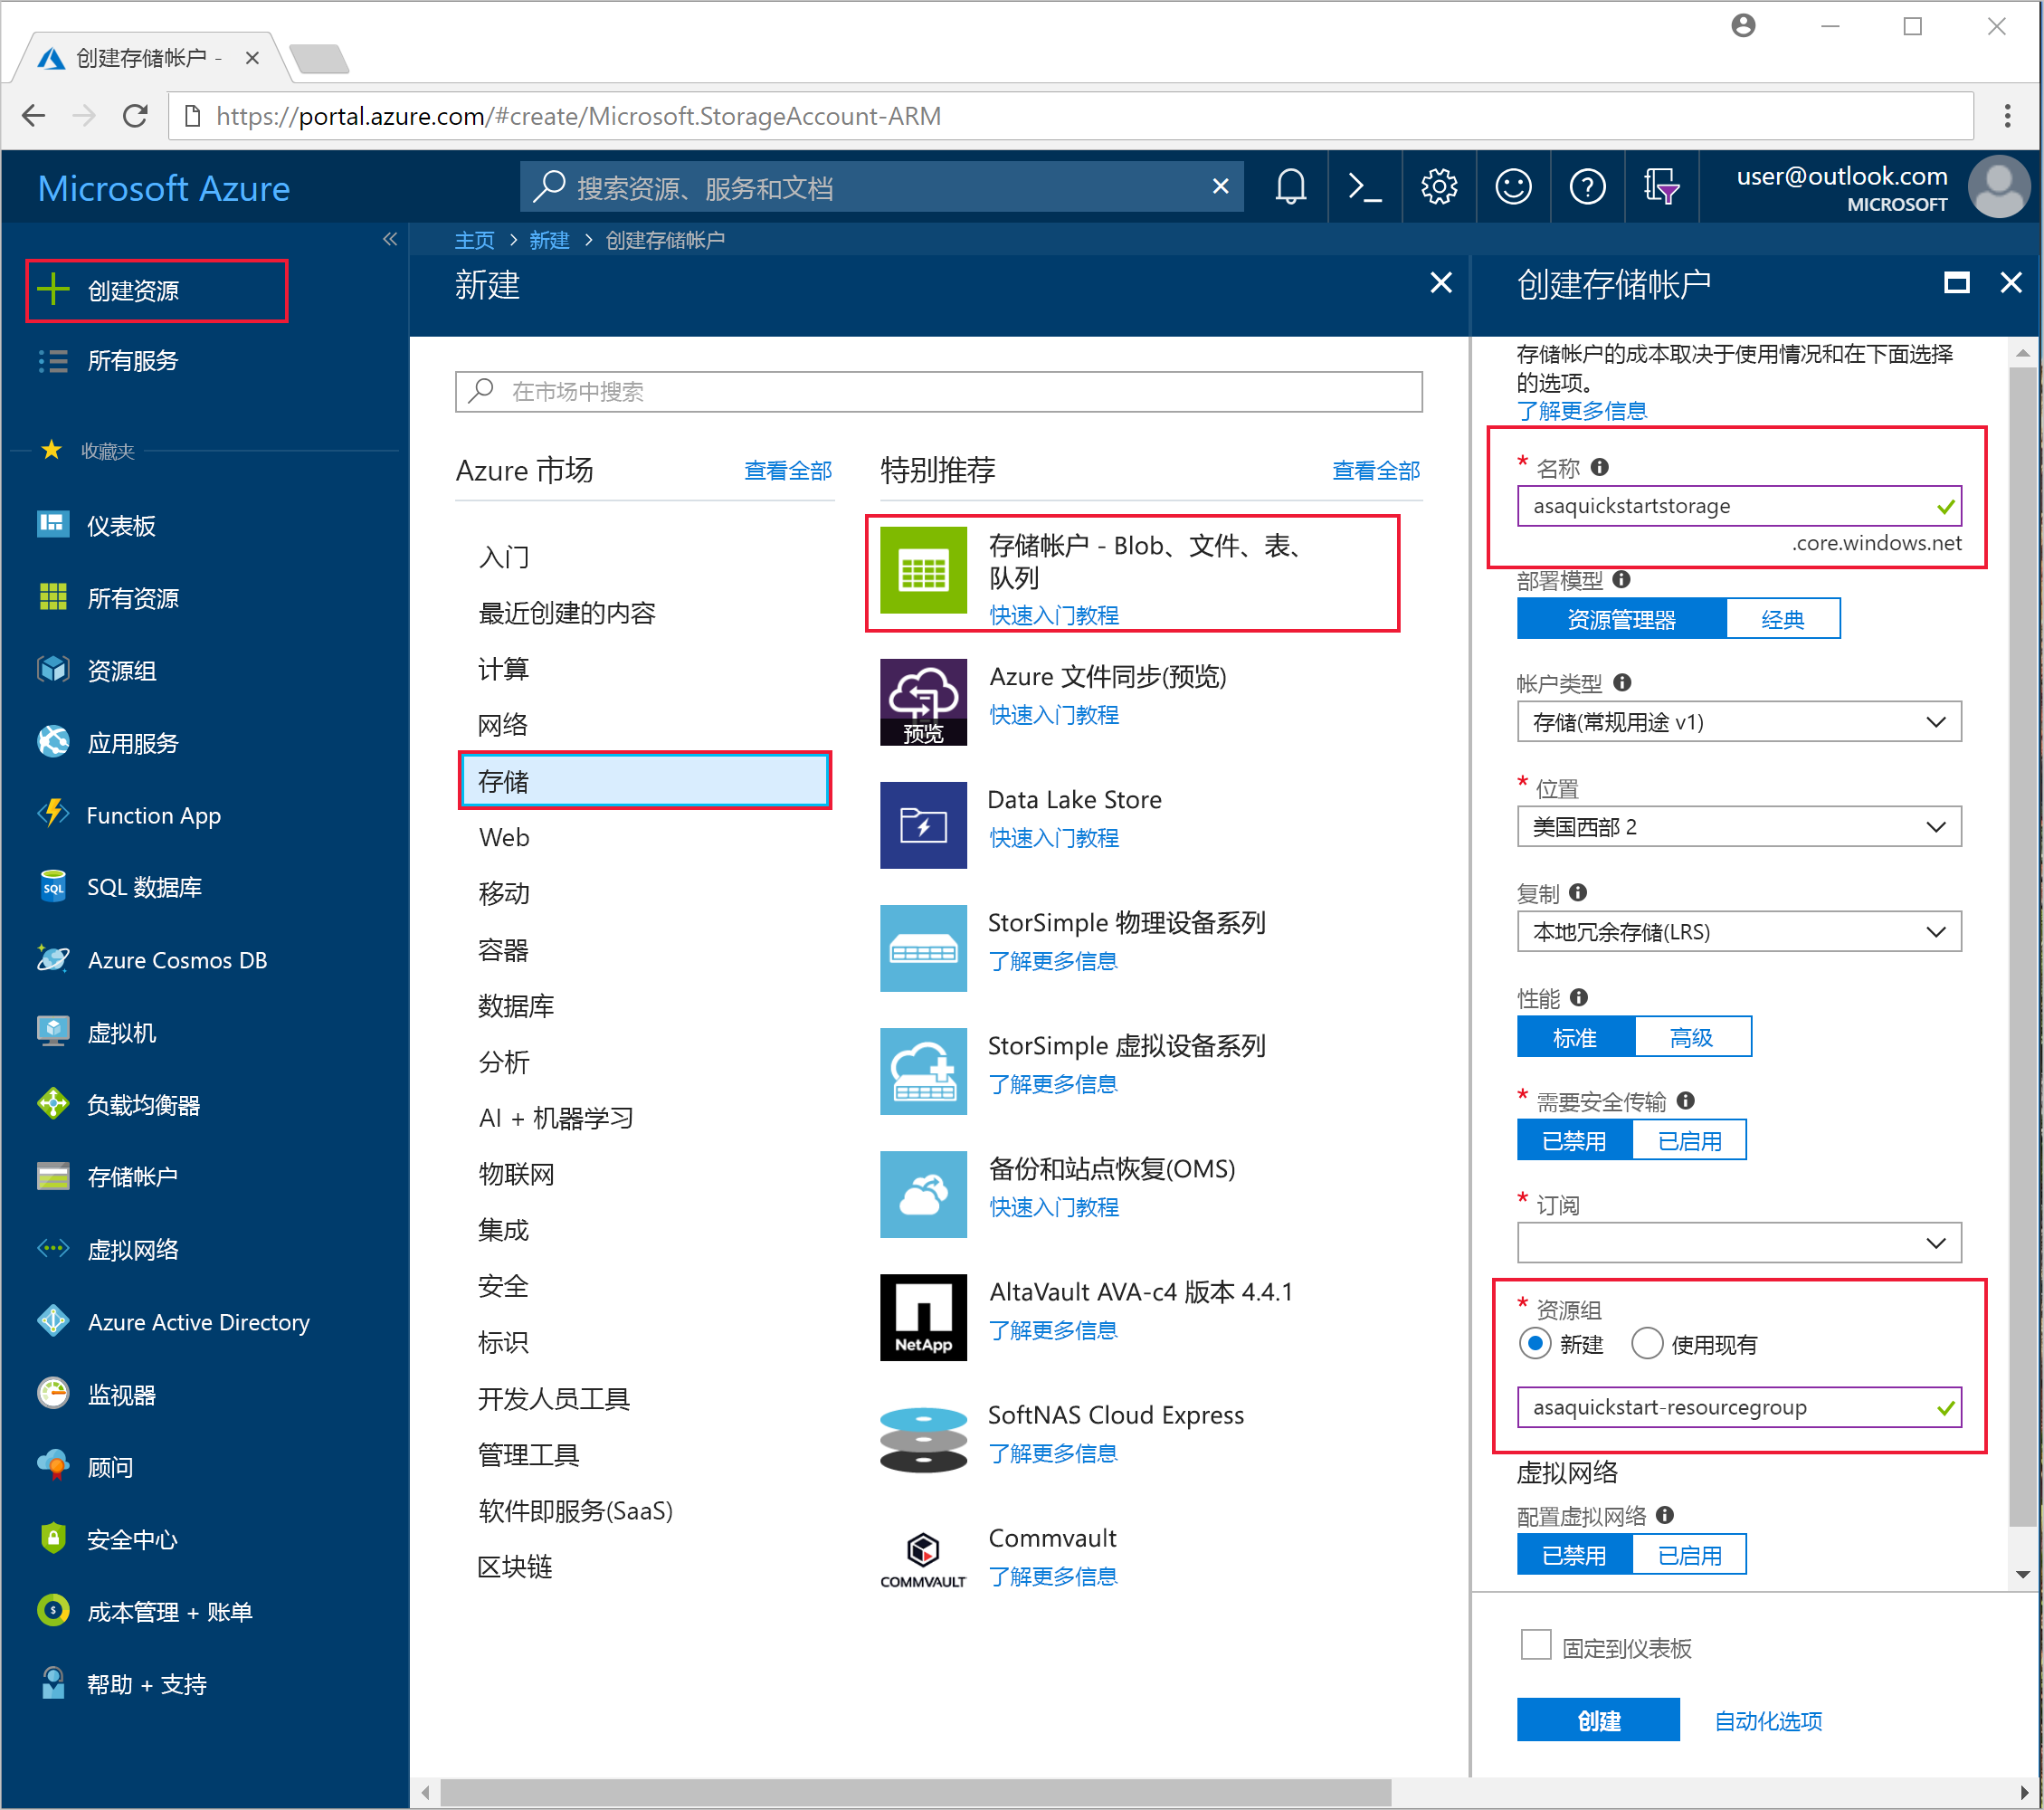 创建存储帐户 -
https://portal.azure.com/#create/Microsoft.StorageAccount-ARM
Microsoft Azure
搜索资源、服务和文档
user@outlook.com
MICROSOFT
创建资源
所有服务
收藏夹
仪表板
所有资源
资源组
应用服务
Function App
SQL
SQL 数据库
Azure Cosmos DB
虚拟机
负载均衡器
存储帐户
虚拟网络
Azure Active Directory
监视器
顾问
安全中心
成本管理 + 账单
帮助 + 支持
主页 > 新建 > 创建存储帐户
新建
在市场中搜索
Azure 市场 查看全部
入门
最近创建的内容
计算
网络
存储
Web
移动
容器
数据库
分析
AI + 机器学习
物联网
集成
安全
标识
开发人员工具
管理工具
软件即服务(SaaS)
区块链
特别推荐 查看全部
存储帐户 - Blob、文件、表、
队列
快速入门教程
Azure 文件同步(预览)
预览
快速入门教程
Data Lake Store
快速入门教程
StorSimple 物理设备系列
了解更多信息
StorSimple 虚拟设备系列
了解更多信息
备份和站点恢复(OMS)
快速入门教程
AltaVault AVA-c4 版本 4.4.1
NetApp
了解更多信息
SoftNAS Cloud Express
了解更多信息
Commvault
COMMVAULT
了解更多信息
创建存储帐户
存储帐户的成本取决于使用情况和在下面选择
的选项。
了解更多信息
* 名称
asaquickstartstorage
.core.windows.net
部署模型
资源管理器 经典
帐户类型
存储(常规用途 v1)
* 位置
美国西部 2
复制
本地冗余存储(LRS)
性能
标准 高级
* 需要安全传输
已禁用 已启用
* 订阅
* 资源组
新建 使用现有
asaquickstart-resourcegroup
虚拟网络
配置虚拟网络
已禁用 已启用
固定到仪表板
创建 自动化选项